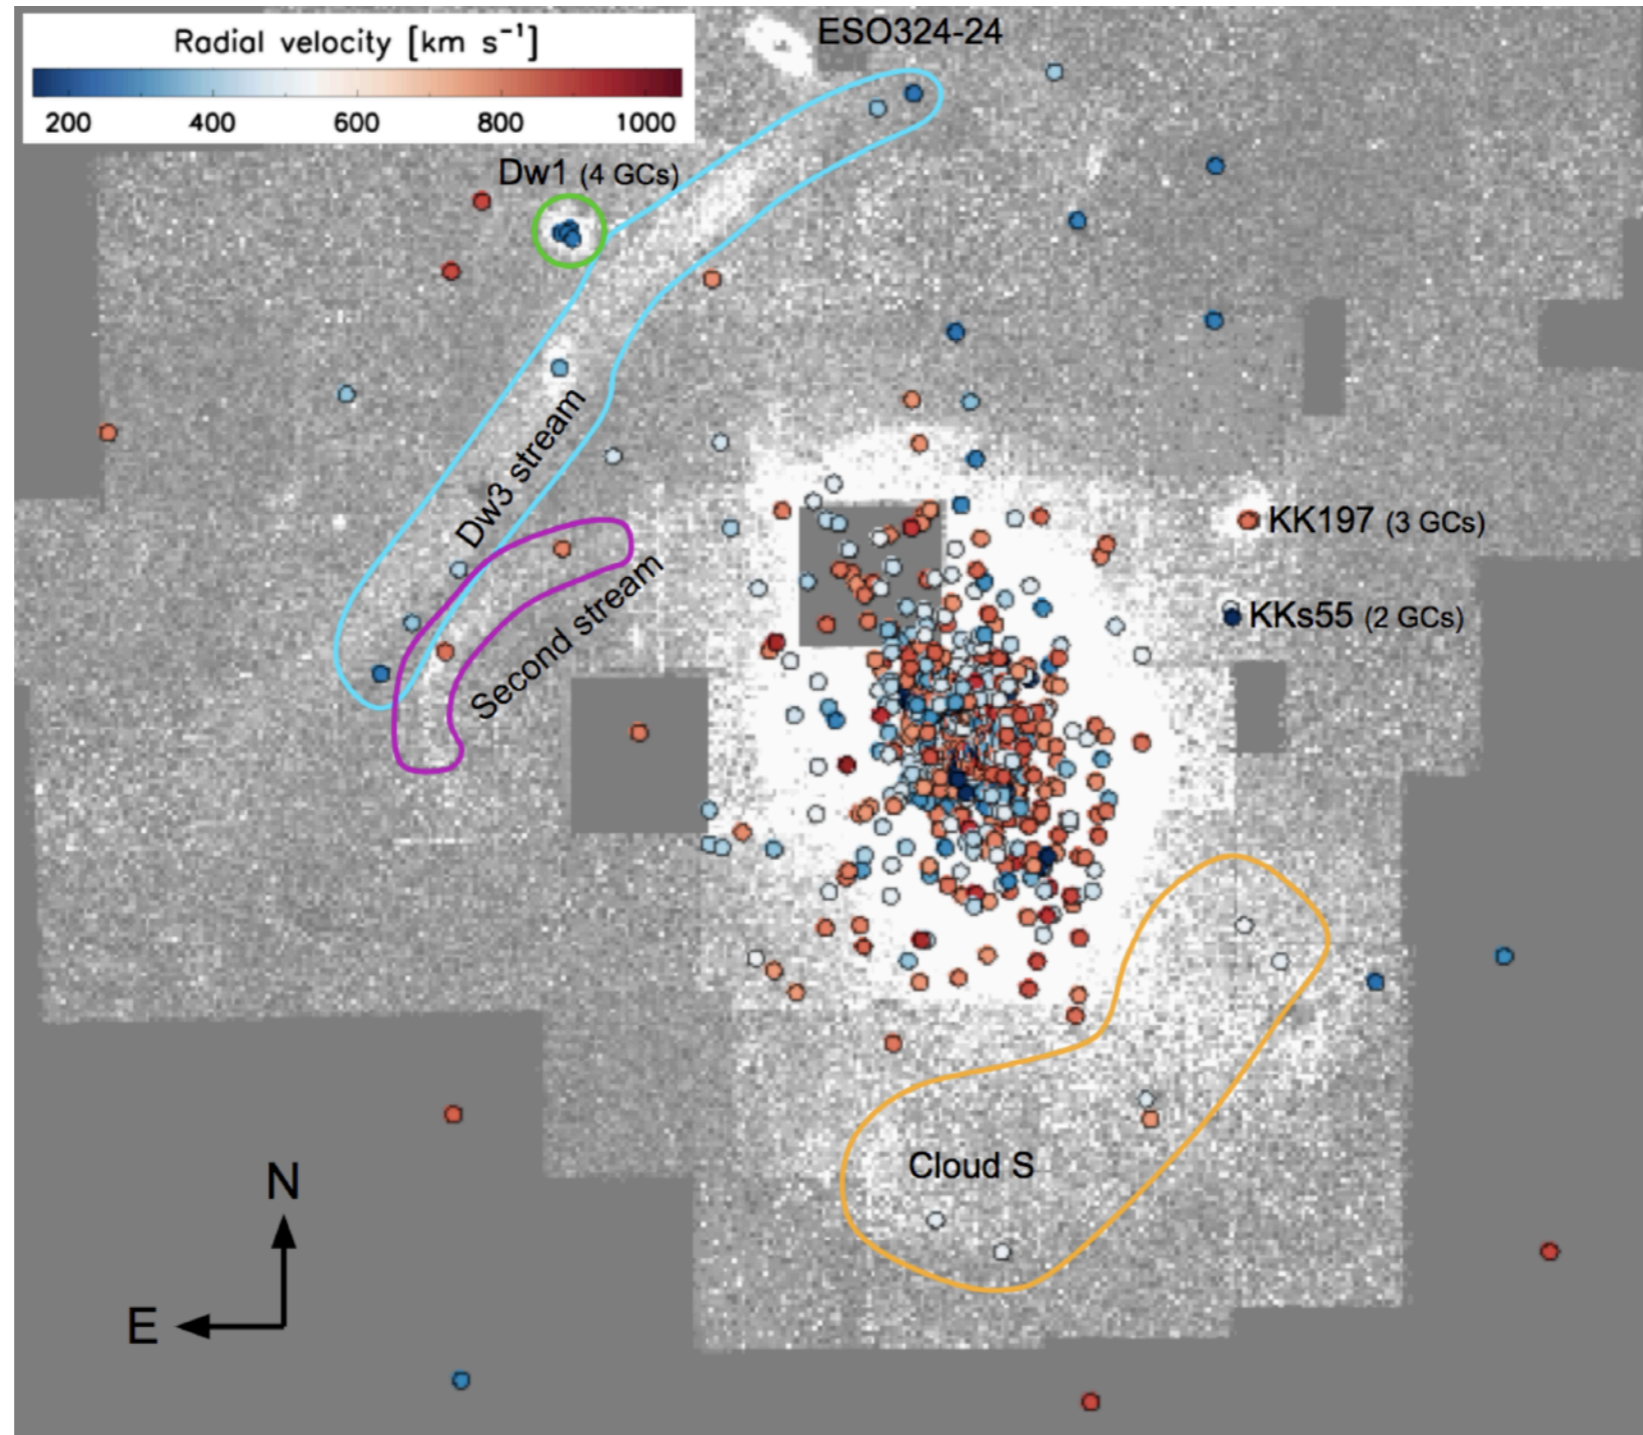 ESO324-24
Radial velocity [km s⁻¹]
200 400 600 800 1000
Dw1 (4 GCs)
Dw3 stream
KK197 (3 GCs)
Second stream
KKs55 (2 GCs)
Cloud S
N
E